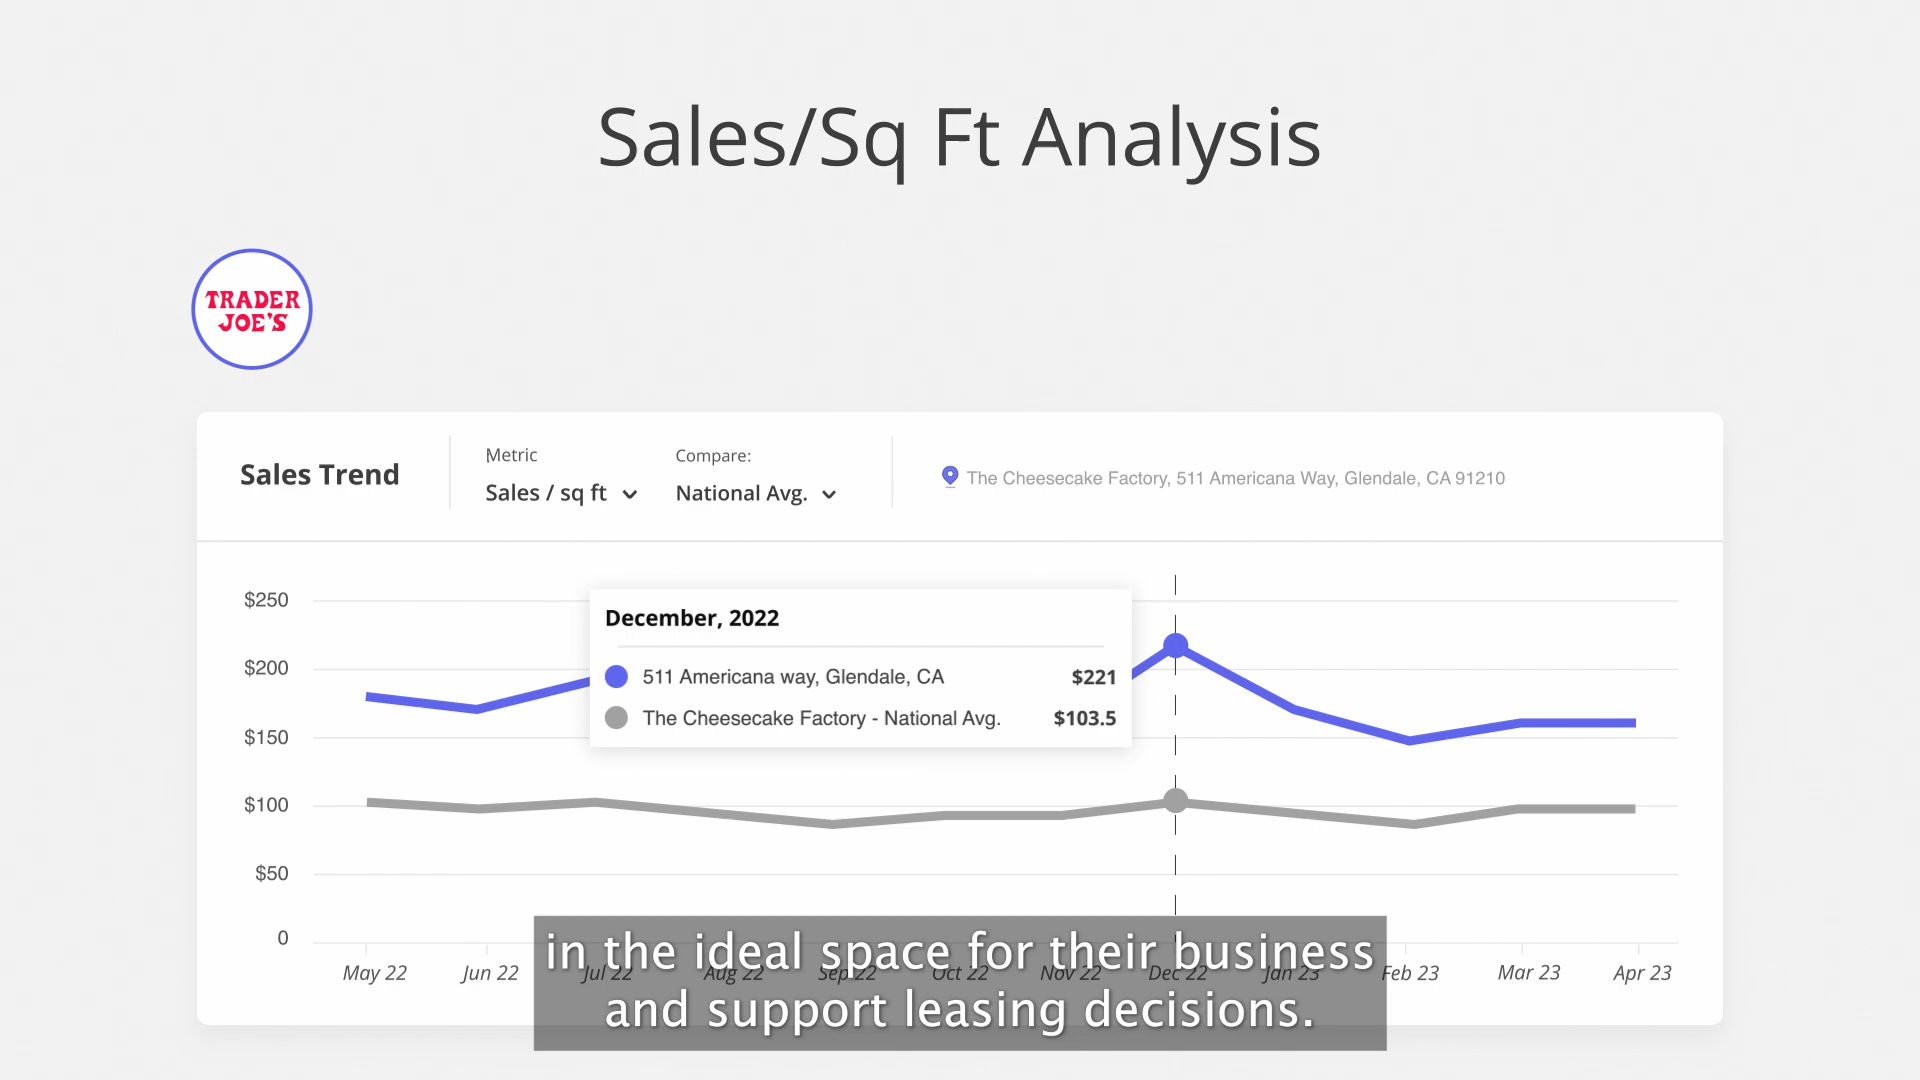 Sales/Sq Ft Analysis
TRADER
JOE'S
Sales Trend
Metric
Sales / sq ft
Compare:
National Avg.
The Cheesecake Factory, 511 Americana Way, Glendale, CA 91210
$250
$200
$150
$100
$50
0
December, 2022
511 Americana way, Glendale, CA $221
The Cheesecake Factory - National Avg. $103.5
May 22 Jun 22 Jul 22 Aug 22 Sep 22 Oct 22 Nov 22 Dec 22 Jan 23 Feb 23 Mar 23 Apr 23
in the ideal space for their business
and support leasing decisions.